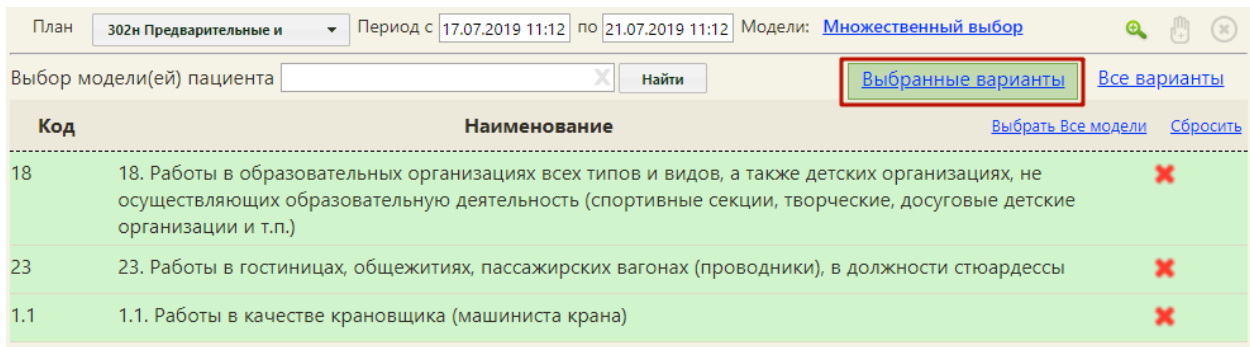 План 302н Предварительные и Период с 17.07.2019 11:12 по 21.07.2019 11:12 Модели: Множественный выбор
Выбор модели(ей) пациента Найти Выбранные варианты Все варианты
Код Наименование Выбрать Все модели Сбросить
18 18. Работы в образовательных организациях всех типов и видов, а также детских организациях, не
осуществляющих образовательную деятельность (спортивные секции, творческие, досуговые детские
организации и т.п.)
23 23. Работы в гостиницах, общежитиях, пассажирских вагонах (проводники), в должности стюардессы
1.1 1.1. Работы в качестве крановщика (машиниста крана)